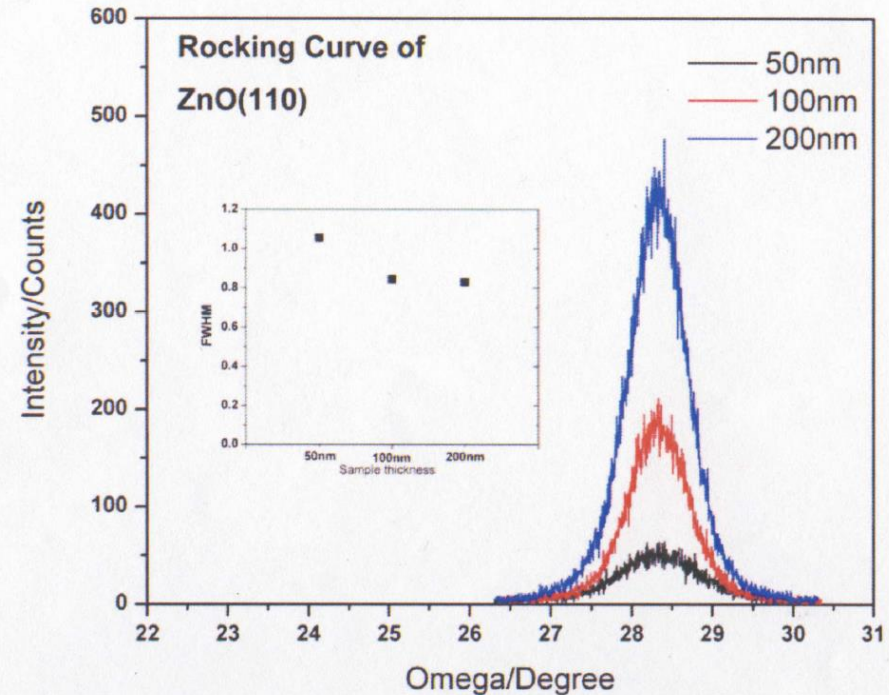 Rocking Curve of
ZnO(110)
50nm
100nm
200nm
Intensity/Counts
600
500
400
300
200
100
0
22 23 24 25 26 27 28 29 30 31
Omega/Degree
FWHM
1.2
1.0
0.8
0.6
0.4
0.2
0.0
50nm 100nm 200nm
Sample thickness